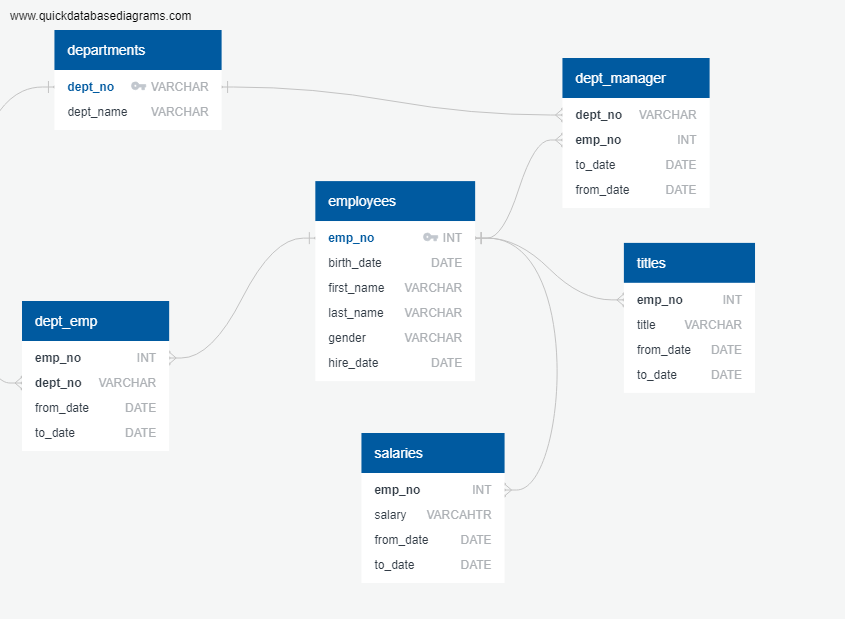 www.quickdatabasediagrams.com
departments
dept_no VARCHAR
dept_name VARCHAR
dept_manager
dept_no VARCHAR
emp_no INT
to_date DATE
from_date DATE
employees
emp_no INT
birth_date DATE
first_name VARCHAR
last_name VARCHAR
gender VARCHAR
hire_date DATE
titles
emp_no INT
title VARCHAR
from_date DATE
to_date DATE
dept_emp
emp_no INT
dept_no VARCHAR
from_date DATE
to_date DATE
salaries
emp_no INT
salary VARCAHTR
from_date DATE
to_date DATE